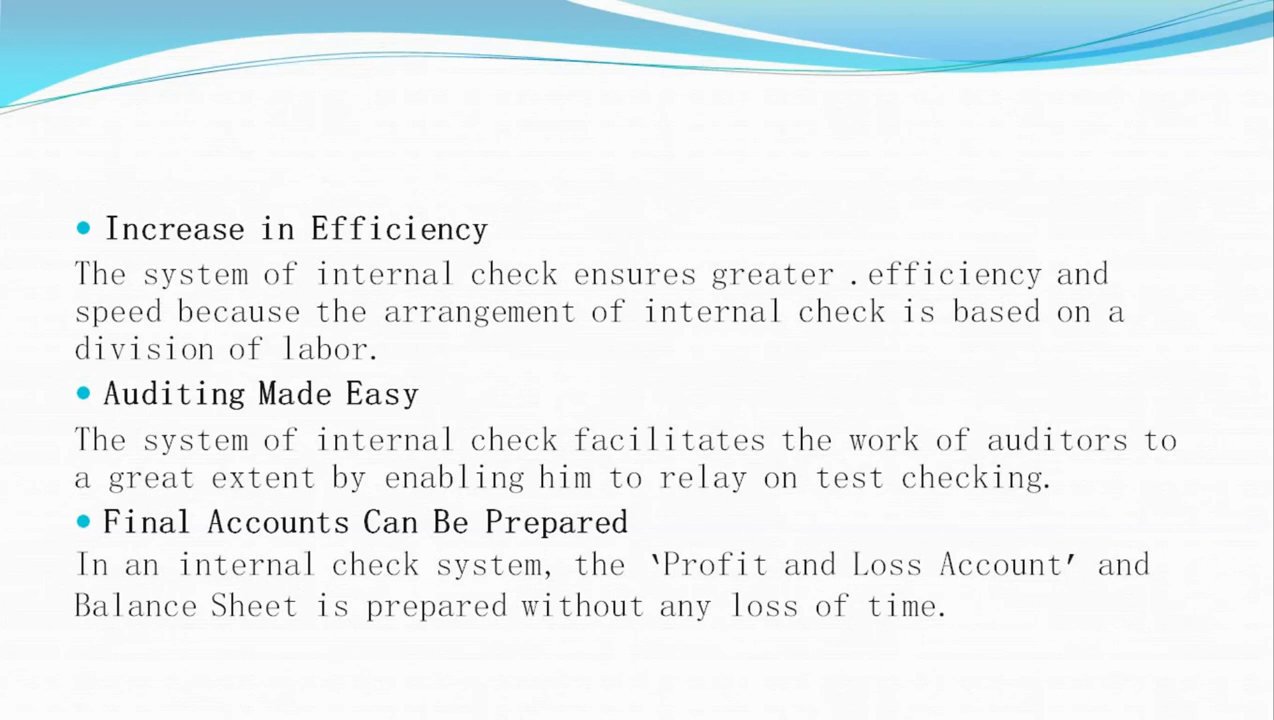 • Increase in Efficiency
The system of internal check ensures greater .efficiency and
speed because the arrangement of internal check is based on a
division of labor.
• Auditing Made Easy
The system of internal check facilitates the work of auditors to
a great extent by enabling him to relay on test checking.
• Final Accounts Can Be Prepared
In an internal check system, the ‵Profit and Loss Account′ and
Balance Sheet is prepared without any loss of time.